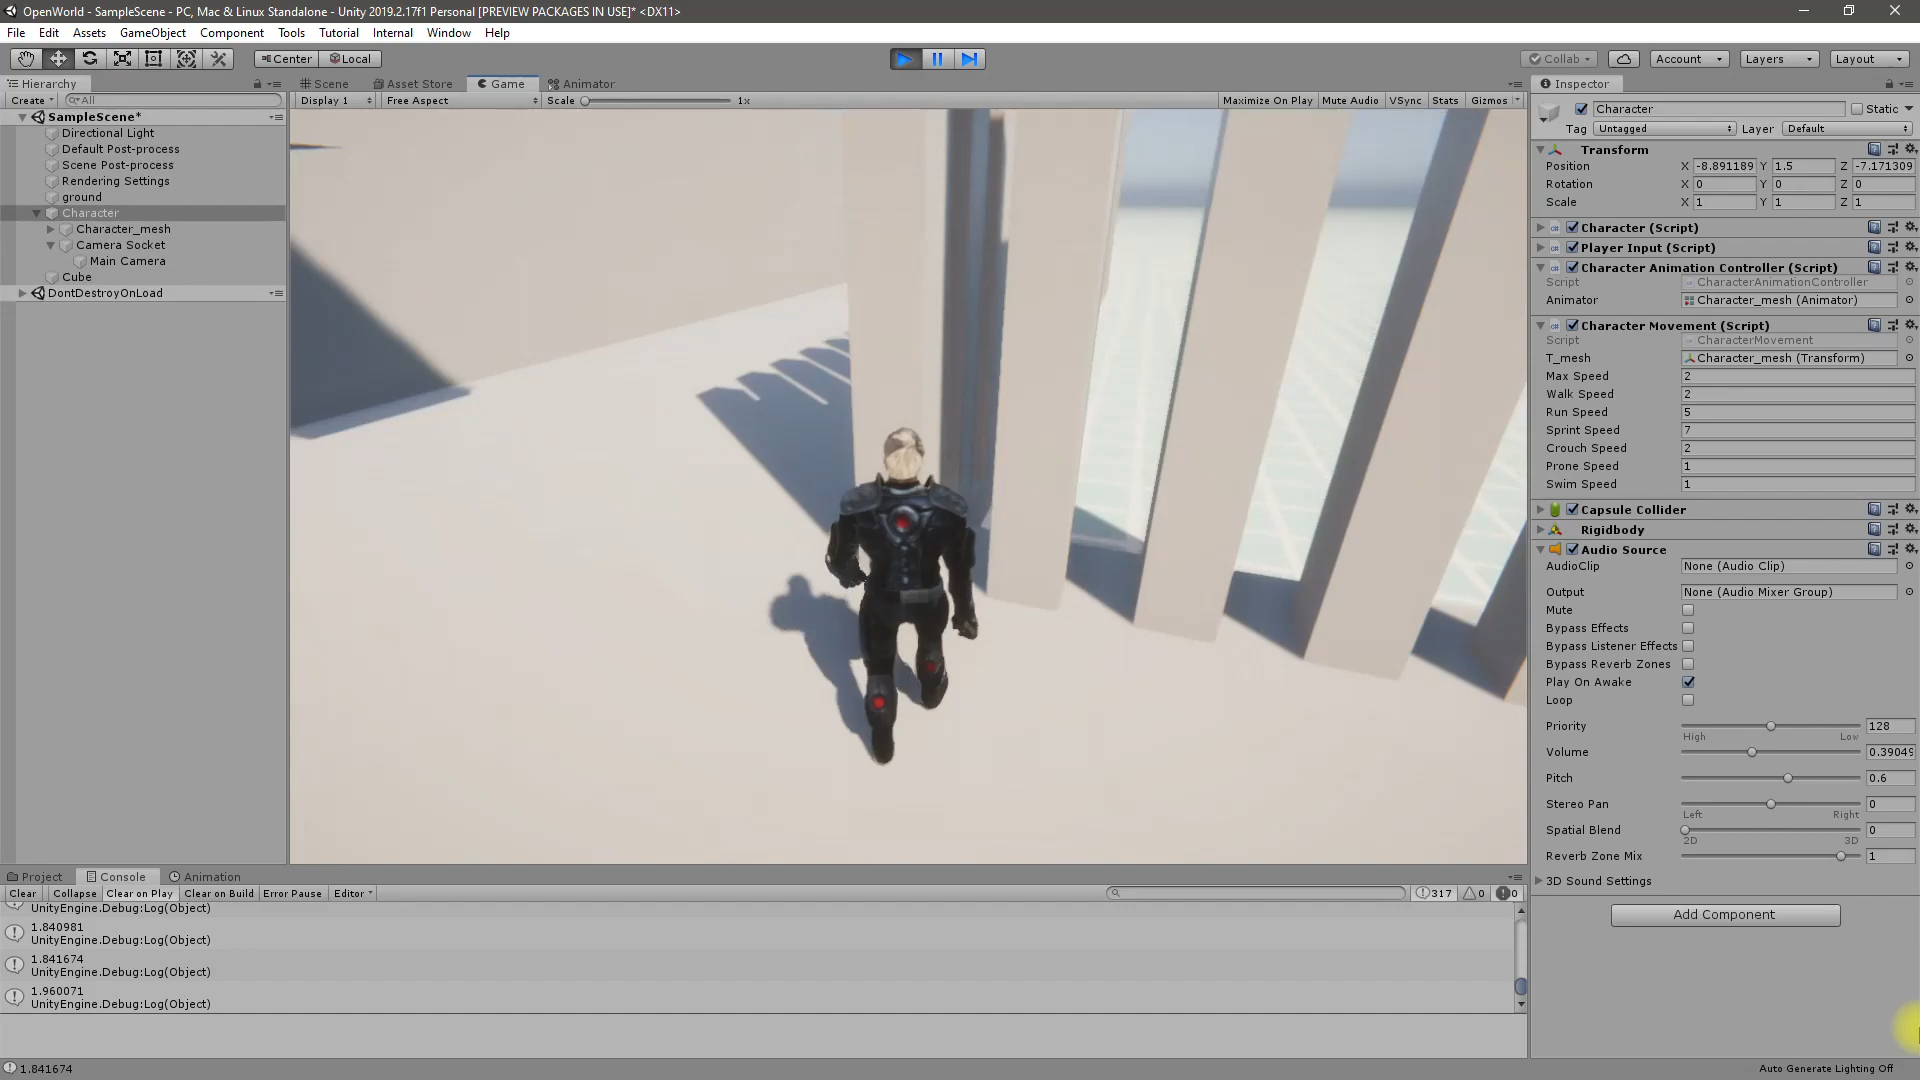 OpenWorld - SampleScene - PC, Mac & Linux Standalone - Unity 2019.2.17f1 Personal [PREVIEW PACKAGES IN USE]* <DX11>
File Edit Assets GameObject Component Tools Tutorial Internal Window Help
Center Local Collab Account Layers Layout
Hierarchy Scene Asset Store Game Animator Inspector
Create All Display 1 Free Aspect Scale 1x Maximize On Play Mute Audio VSync Stats Gizmos
SampleScene*
Directional Light
Default Post-process
Scene Post-process
Rendering Settings
ground
Character
Character_mesh
Camera Socket
Main Camera
Cube
DontDestroyOnLoad
Character Static
Tag Untagged Layer Default
Transform
Position X -8.891189 Y 1.5 Z -7.171309
Rotation X 0 Y 0 Z 0
Scale X 1 Y 1 Z 1
Character (Script)
Player Input (Script)
Character Animation Controller (Script)
Script CharacterAnimationController
Animator Character_mesh (Animator)
Character Movement (Script)
Script CharacterMovement
T_mesh Character_mesh (Transform)
Max Speed 2
Walk Speed 2
Run Speed 5
Sprint Speed 7
Crouch Speed 2
Prone Speed 1
Swim Speed 1
Capsule Collider
Rigidbody
Audio Source
AudioClip None (Audio Clip)
Output None (Audio Mixer Group)
Mute
Bypass Effects
Bypass Listener Effects
Bypass Reverb Zones
Play On Awake
Loop
Priority 128
High Low
Volume 0.39049
Pitch 0.6
Stereo Pan 0
Left Right
Spatial Blend 0
2D 3D
Reverb Zone Mix 1
3D Sound Settings
Add Component
Project Console Animation
Clear Collapse Clear on Play Clear on Build Error Pause Editor 317 0 0
UnityEngine.Debug:Log(Object)
1.840981
UnityEngine.Debug:Log(Object)
1.841674
UnityEngine.Debug:Log(Object)
1.960071
UnityEngine.Debug:Log(Object)
1.841674
Auto Generate Lighting Off